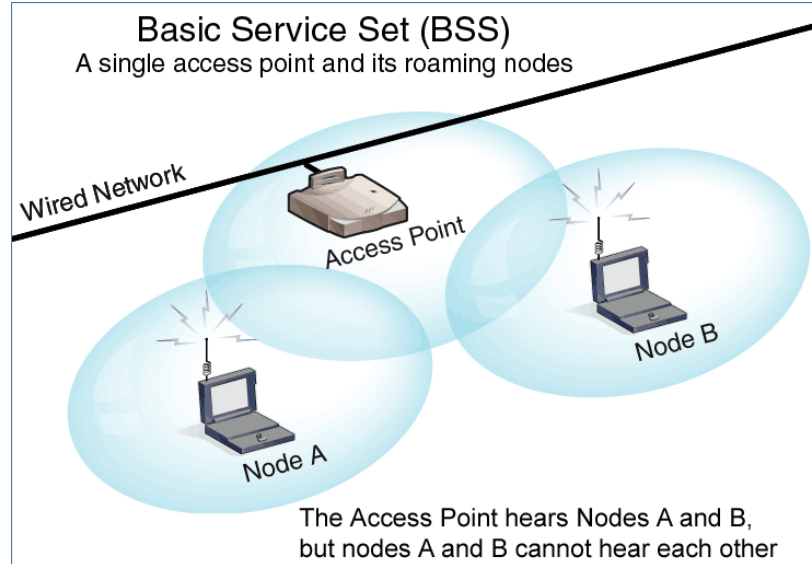 Basic Service Set (BSS)
A single access point and its roaming nodes
Wired Network
Access Point
Node B
Node A
The Access Point hears Nodes A and B,
but nodes A and B cannot hear each other